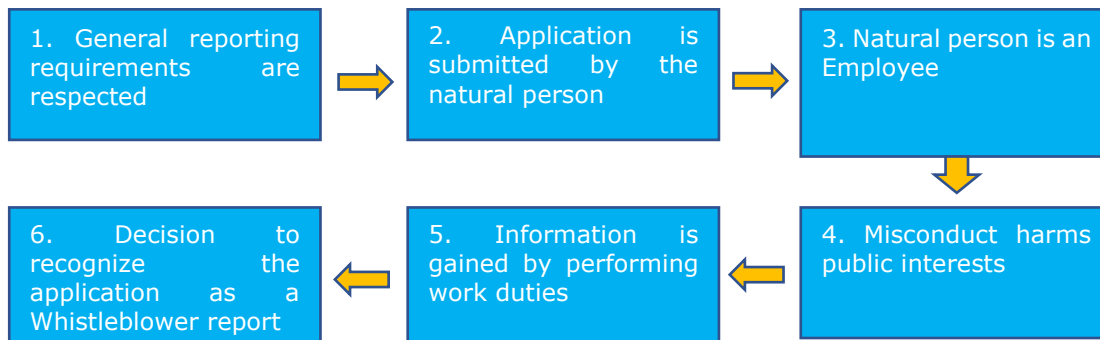 1. General reporting
requirements are
respected
2. Application is
submitted by the
natural person
3. Natural person is an
Employee
4. Misconduct harms
public interests
5. Information is
gained by performing
work duties
6. Decision to
recognize the
application as a
Whistleblower report